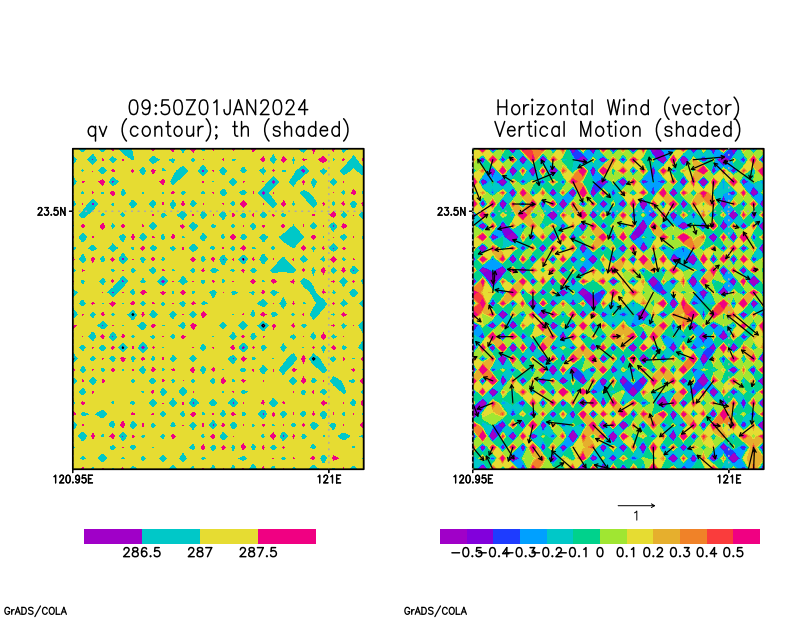 09:50Z01JAN2024
qv (contour); th (shaded)
23.5N
120.95E
121E
286.5 287 287.5
GrADS/COLA
Horizontal Wind (vector)
Vertical Motion (shaded)
23.5N
120.95E
121E
1
-0.5 -0.4 -0.3 -0.2 -0.1 0 0.1 0.2 0.3 0.4 0.5
GrADS/COLA